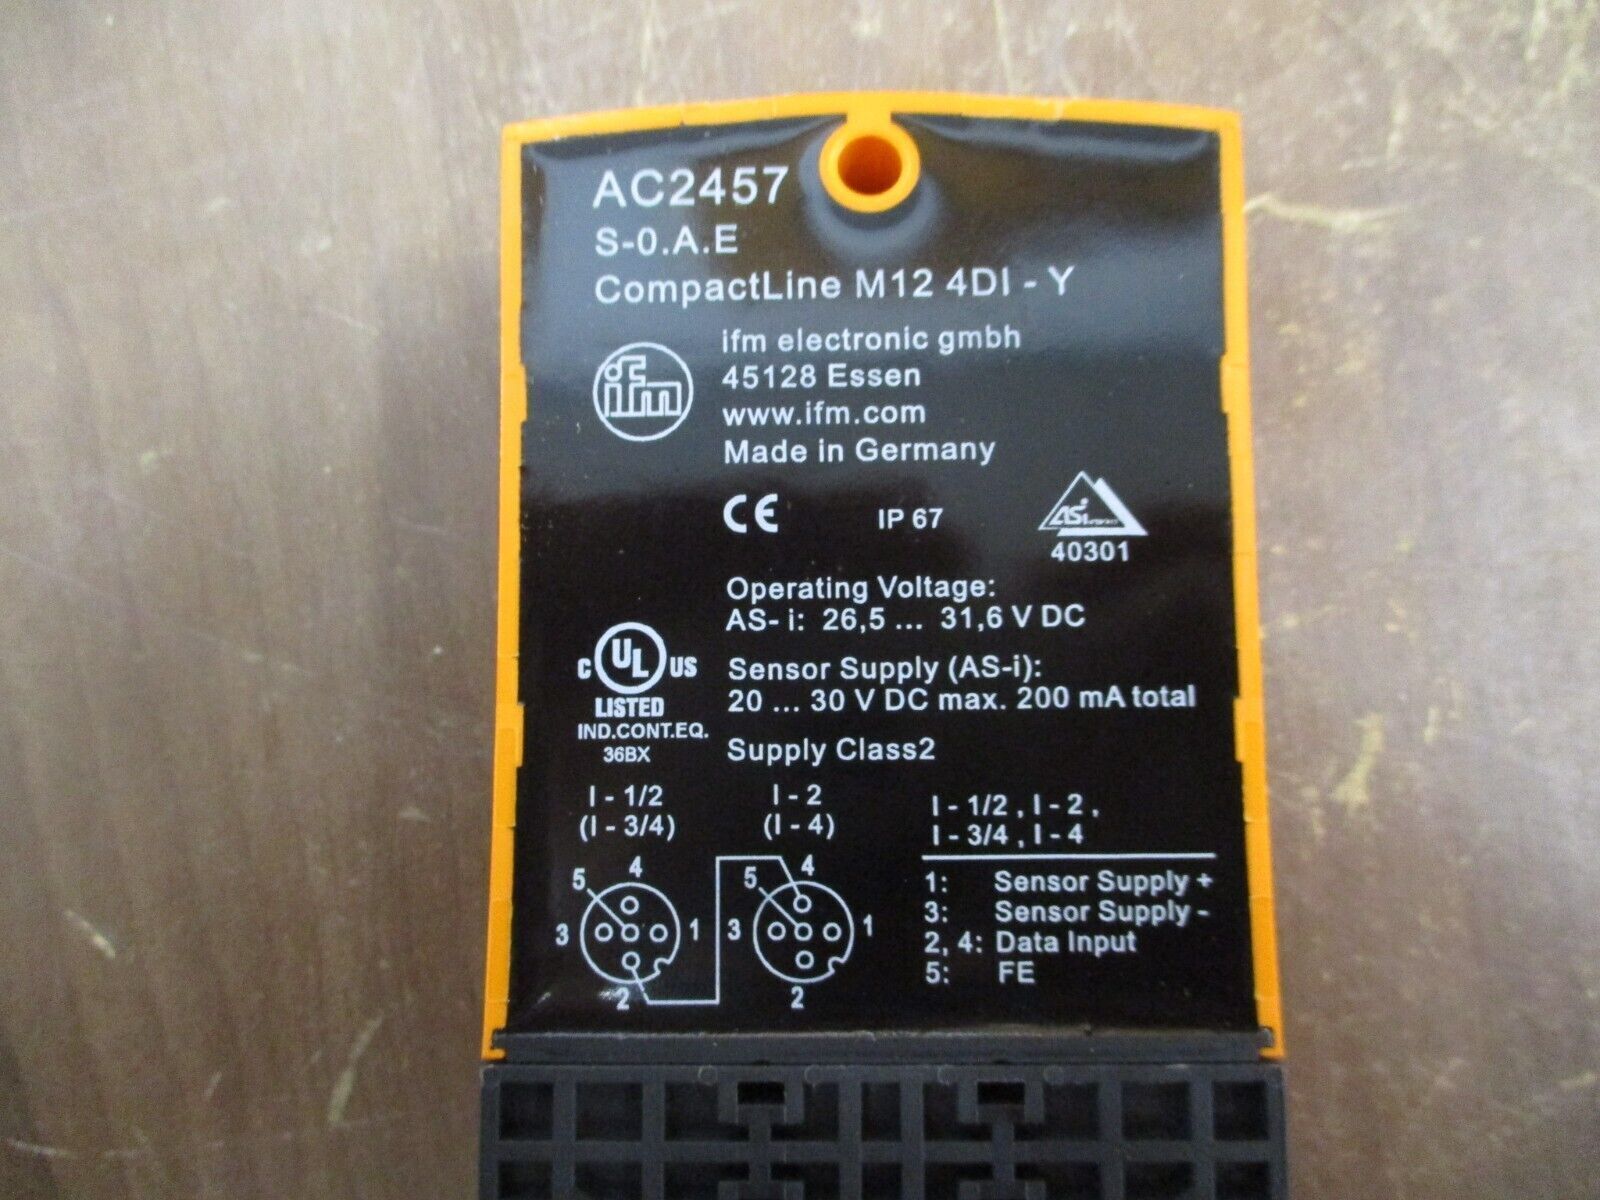 AC2457
S-0.A.E
CompactLine M12 4DI - Y
ifm
ifm electronic gmbh
45128 Essen
www.ifm.com
Made in Germany
CE
IP 67
ASi
40301
Operating Voltage:
AS- i: 26,5 ... 31,6 V DC
C UL US
LISTED
IND.CONT.EQ.
36BX
Sensor Supply (AS-i):
20 ... 30 V DC max. 200 mA total
Supply Class2
I - 1/2
(I - 3/4)
5 4
3 1
2
I - 2
(I - 4)
5 4
3 1
2
I - 1/2 , I - 2 ,
I - 3/4 , I - 4
1: Sensor Supply +
3: Sensor Supply -
2, 4: Data Input
5: FE